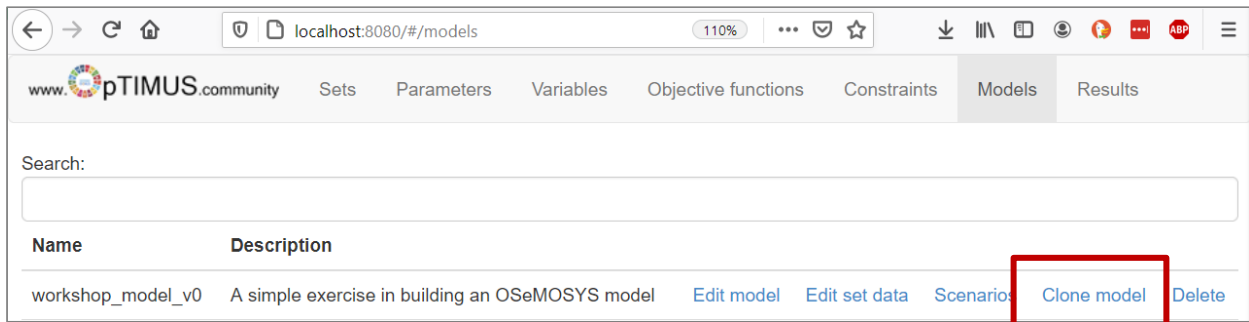 localhost:8080/#/models 110% ABP
www.OpTIMUS.community Sets Parameters Variables Objective functions Constraints Models Results
Search:
Name Description
workshop_model_v0 A simple exercise in building an OSeMOSYS model Edit model Edit set data Scenarios Clone model Delete